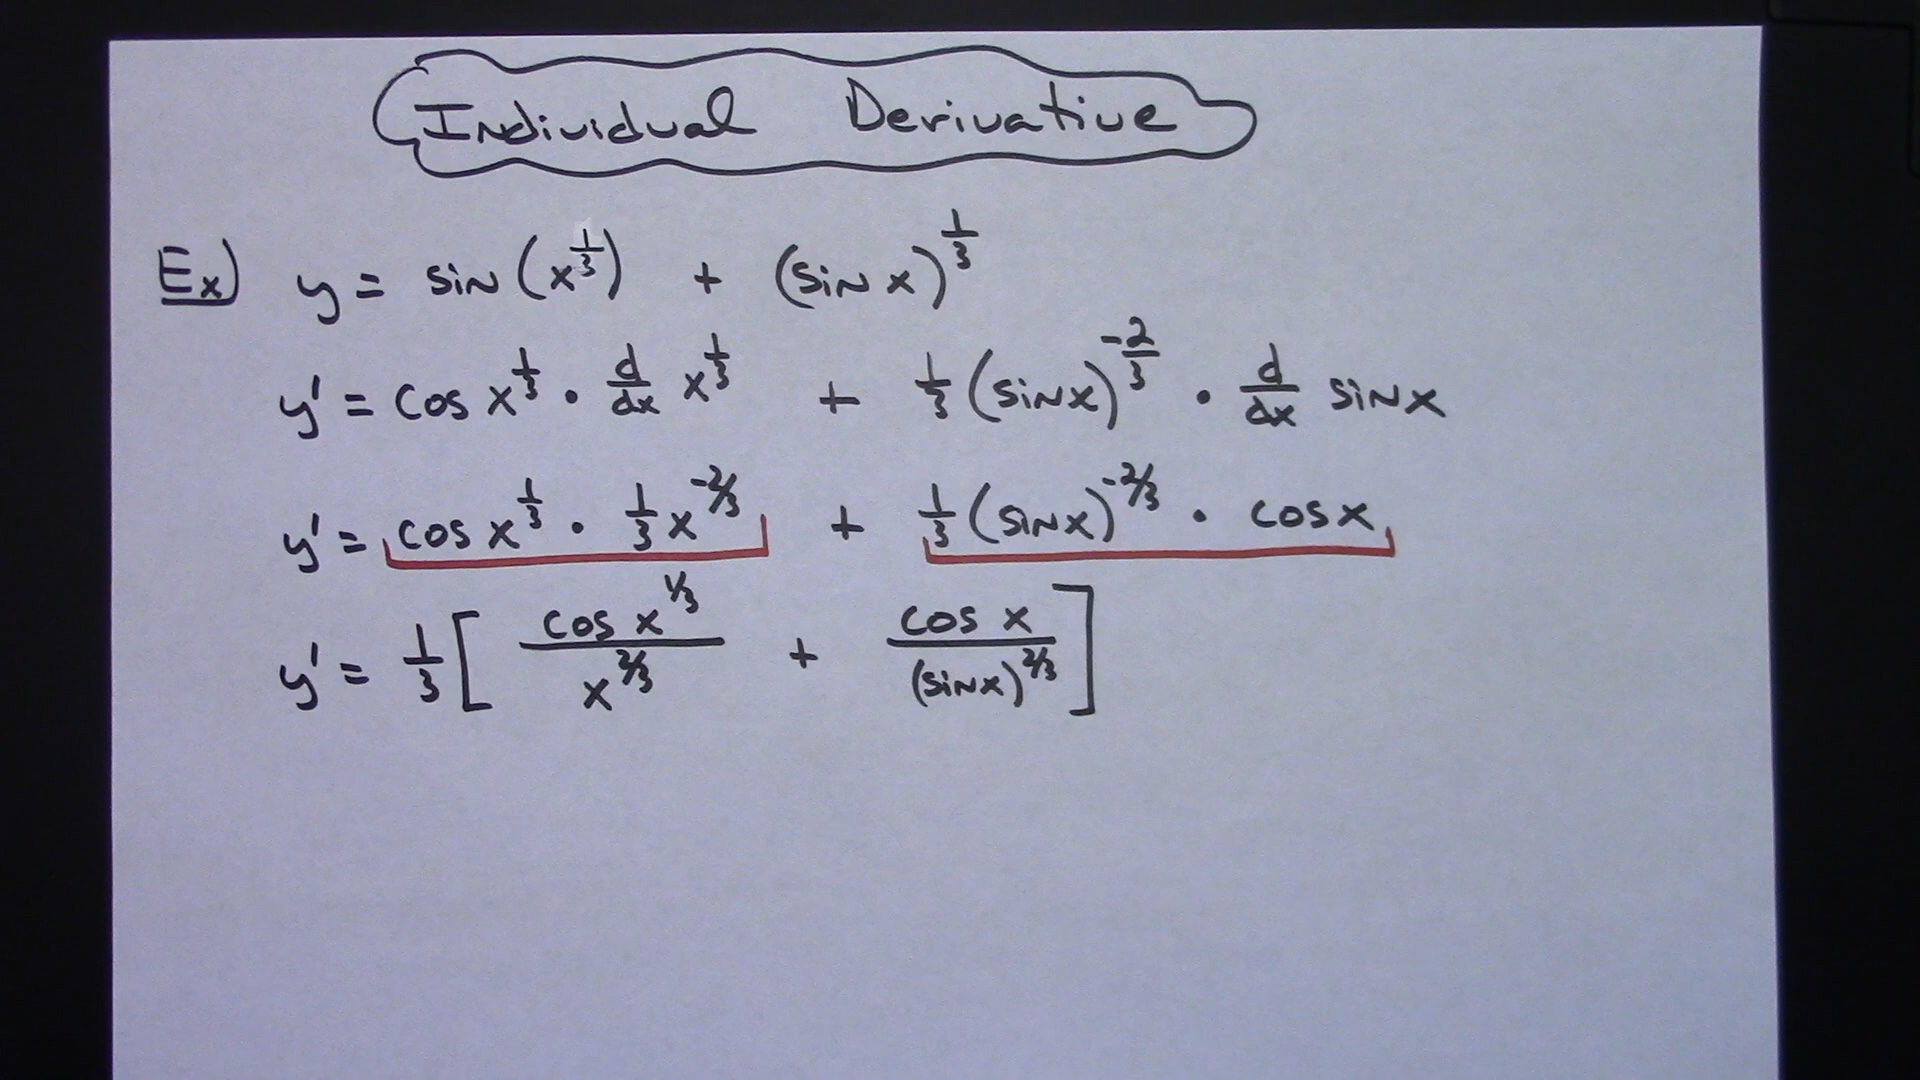 Individual Derivative
Ex) y = sin (x^{1/3}) + (sin x)^{1/3}
y' = cos x^{1/3} · d/dx x^{1/3} + 1/3 (sin x)^{-2/3} · d/dx sin x
y' = cos x^{1/3} · 1/3 x^{-2/3} + 1/3 (sin x)^{-2/3} · cos x
y' = 1/3 [ cos x^{1/3} / x^{2/3} + cos x / (sin x)^{2/3} ]